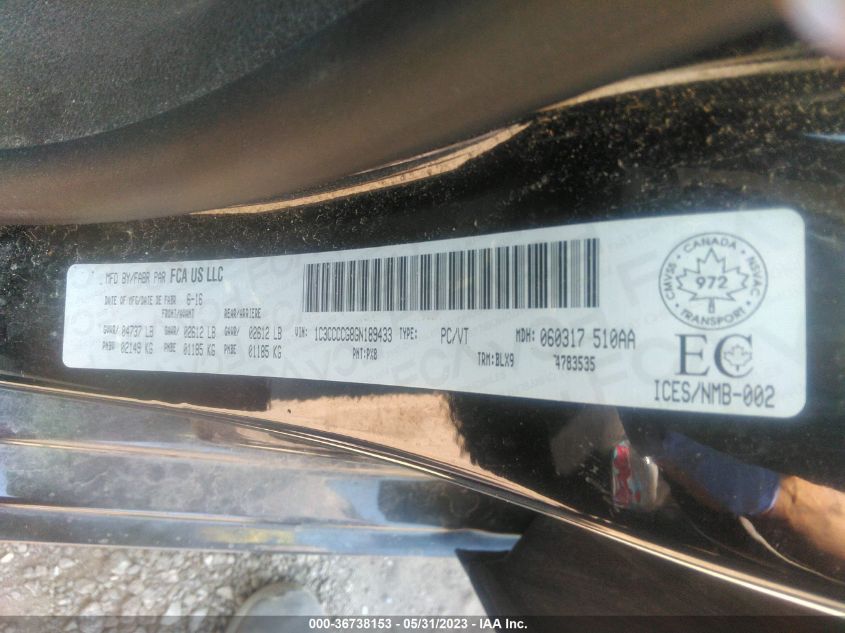 MFD BY/FABR PAR FCA US LLC
DATE OF MFG/DATE DE FABR 6-16
FRONT/AVANT REAR/ARRIERE
GVWR/ 04737 LB GAWR/ 02612 LB GAWR/ 02612 LB
PNBV 02149 KG PNBE 01185 KG PNBE 01185 KG
VIN: 1C3CCCCG8GN189433 TYPE: PC/VT MDH: 060317 510AA
PNT:PX8 TRM:BLX9 4783535
CANADA
CMVSS NSVAC
972
TRANSPORT
EC
ICES/NMB-002
000-36738153 - 05/31/2023 - IAA Inc.